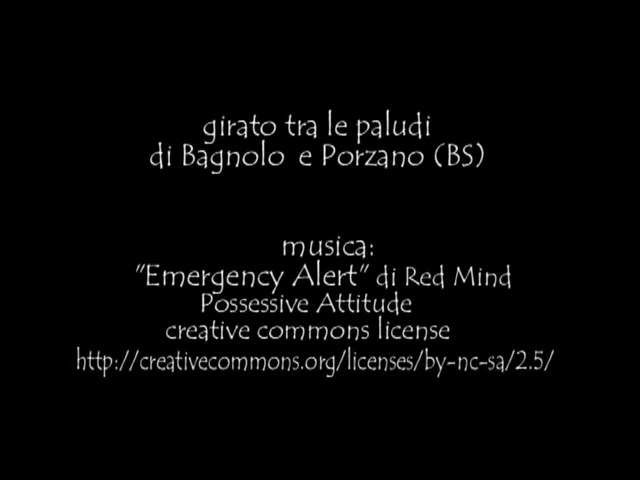 girato tra le paludi
di Bagnolo e Porzano (BS)
musica:
"Emergency Alert" di Red Mind
Possessive Attitude
creative commons license
http://creativecommons.org/licenses/by-nc-sa/2.5/